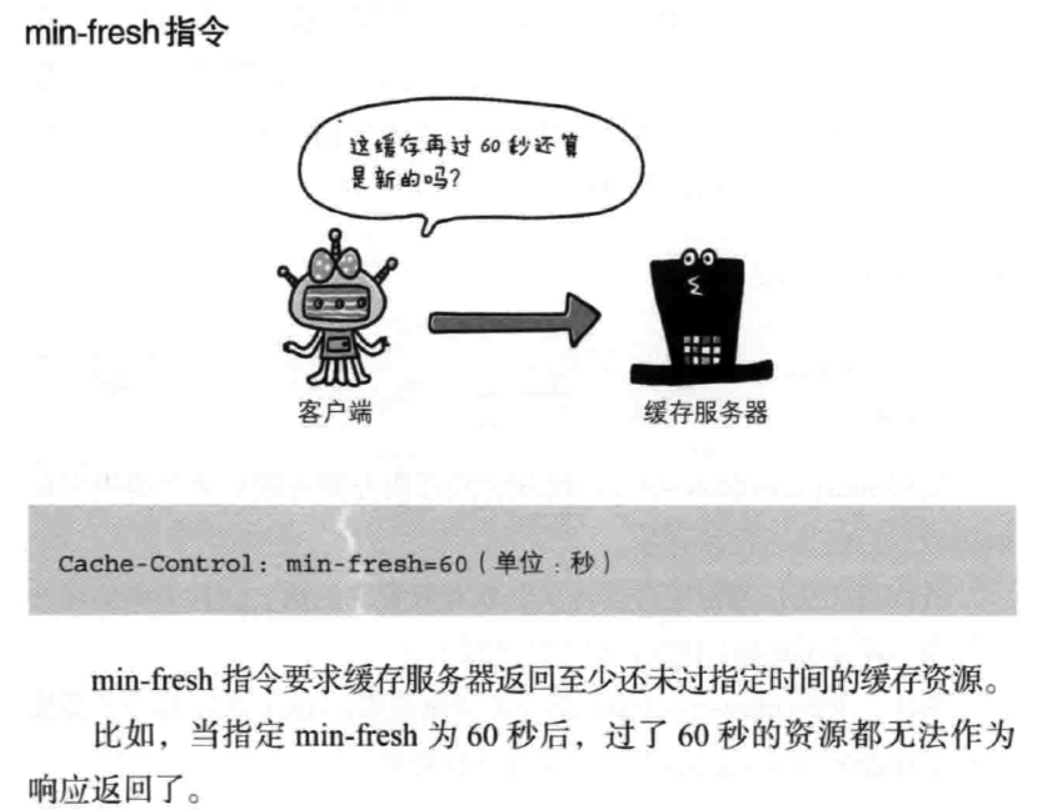 min-fresh指令
这缓存再过 60 秒还算
是新的吗?
客户端
缓存服务器
Cache-Control: min-fresh=60 ( 单位 : 秒 )
min-fresh 指令要求缓存服务器返回至少还未过指定时间的缓存资源。
比如，当指定 min-fresh 为 60 秒后，过了 60 秒的资源都无法作为
响应返回了。